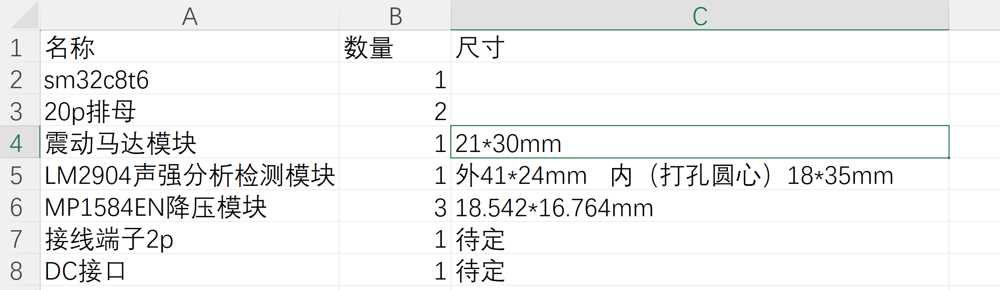 A B C
1 名称 数量 尺寸
2 sm32c8t6 1
3 20p排母 2
4 震动马达模块 1 21*30mm
5 LM2904声强分析检测模块 1 外41*24mm 内（打孔圆心）18*35mm
6 MP1584EN降压模块 3 18.542*16.764mm
7 接线端子2p 1 待定
8 DC接口 1 待定